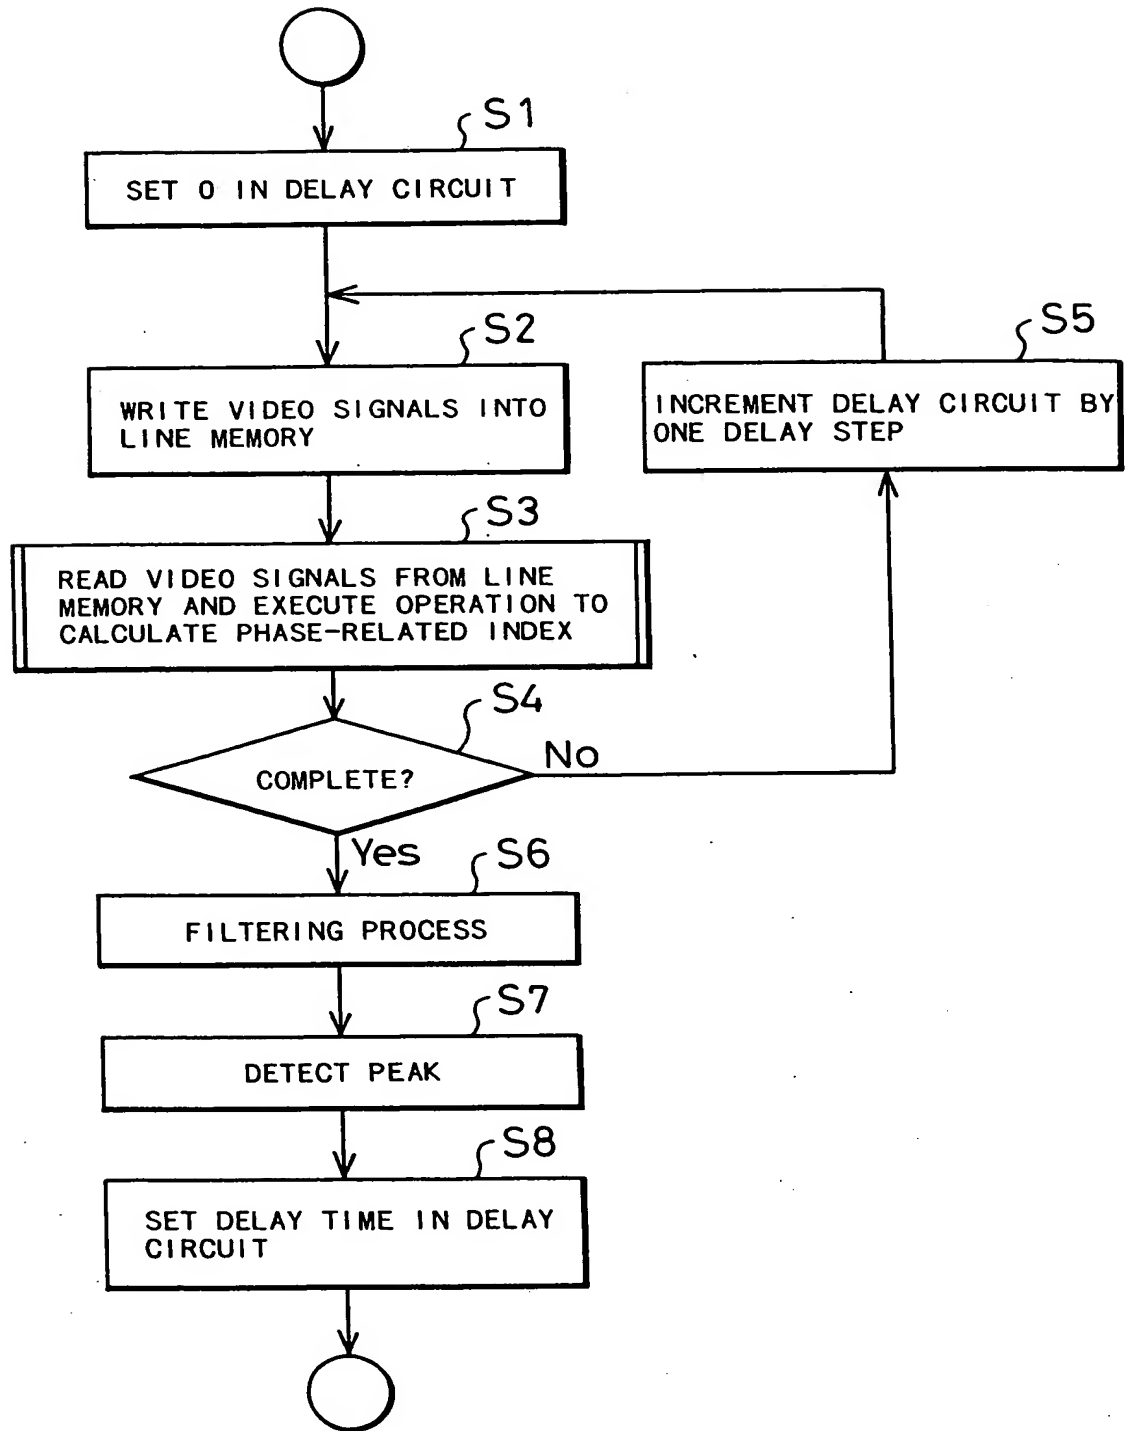 S1
SET 0 IN DELAY CIRCUIT
S2
WRITE VIDEO SIGNALS INTO
LINE MEMORY
S5
INCREMENT DELAY CIRCUIT BY
ONE DELAY STEP
S3
READ VIDEO SIGNALS FROM LINE
MEMORY AND EXECUTE OPERATION TO
CALCULATE PHASE-RELATED INDEX
S4
COMPLETE?
No
Yes
S6
FILTERING PROCESS
S7
DETECT PEAK
S8
SET DELAY TIME IN DELAY
CIRCUIT